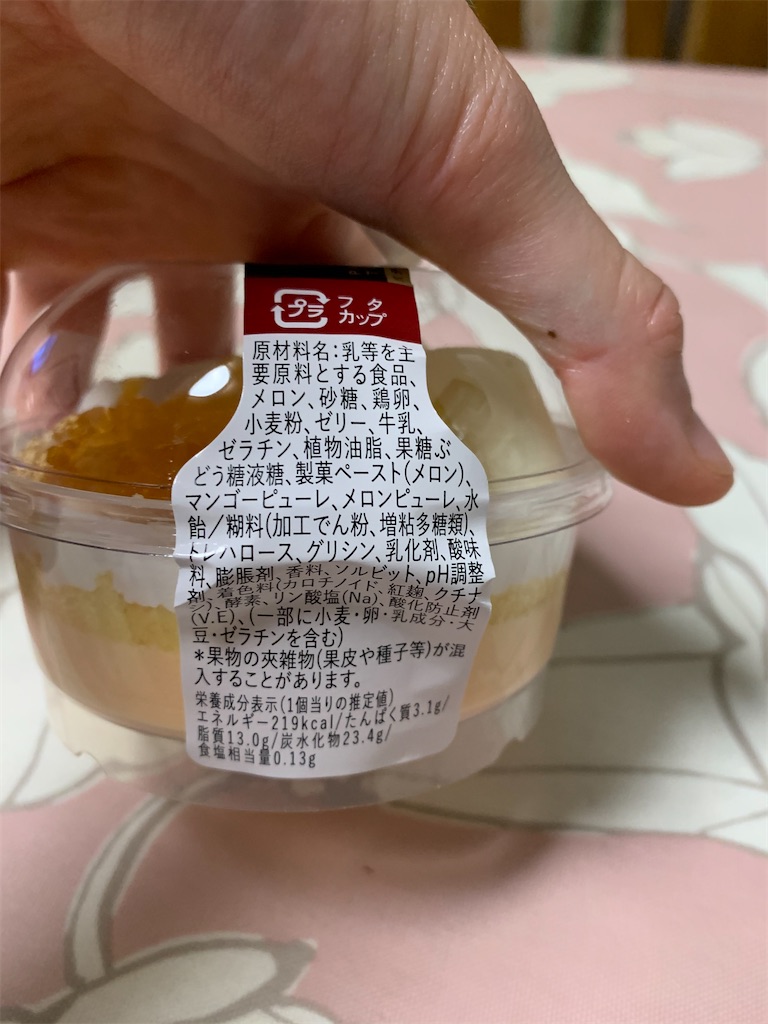 プラ
フタ
カップ
原材料名:乳等を主
要原料とする食品、
メロン、砂糖、鶏卵、
小麦粉、ゼリー、牛乳、
ゼラチン、植物油脂、果糖ぶ
どう糖液糖、製菓ペースト(メロン)、
マンゴーピューレ、メロンピューレ、水
飴/糊料(加工でん粉、増粘多糖類)、
トレハロース、グリシン、乳化剤、酸味
料、膨脹剤、香料、ソルビット、pH調整
剤、着色料(カロチノイド、紅麹、クチナ
シ)、酵素、リン酸塩(Na)、酸化防止剤
(V.E)、(一部に小麦・卵・乳成分・大
豆・ゼラチンを含む)
*果物の夾雑物(果皮や種子等)が混
入することがあります。
栄養成分表示(1個当りの推定値)
エネルギー219kcal/たんぱく質3.1g/
脂質13.0g/炭水化物23.4g/
食塩相当量0.13g